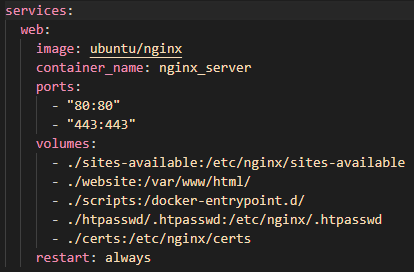 services:
  web:
    image: ubuntu/nginx
    container_name: nginx_server
    ports:
      - "80:80"
      - "443:443"
    volumes:
      - ./sites-available:/etc/nginx/sites-available
      - ./website:/var/www/html/
      - ./scripts:/docker-entrypoint.d/
      - ./htpasswd/.htpasswd:/etc/nginx/.htpasswd
      - ./certs:/etc/nginx/certs
    restart: always